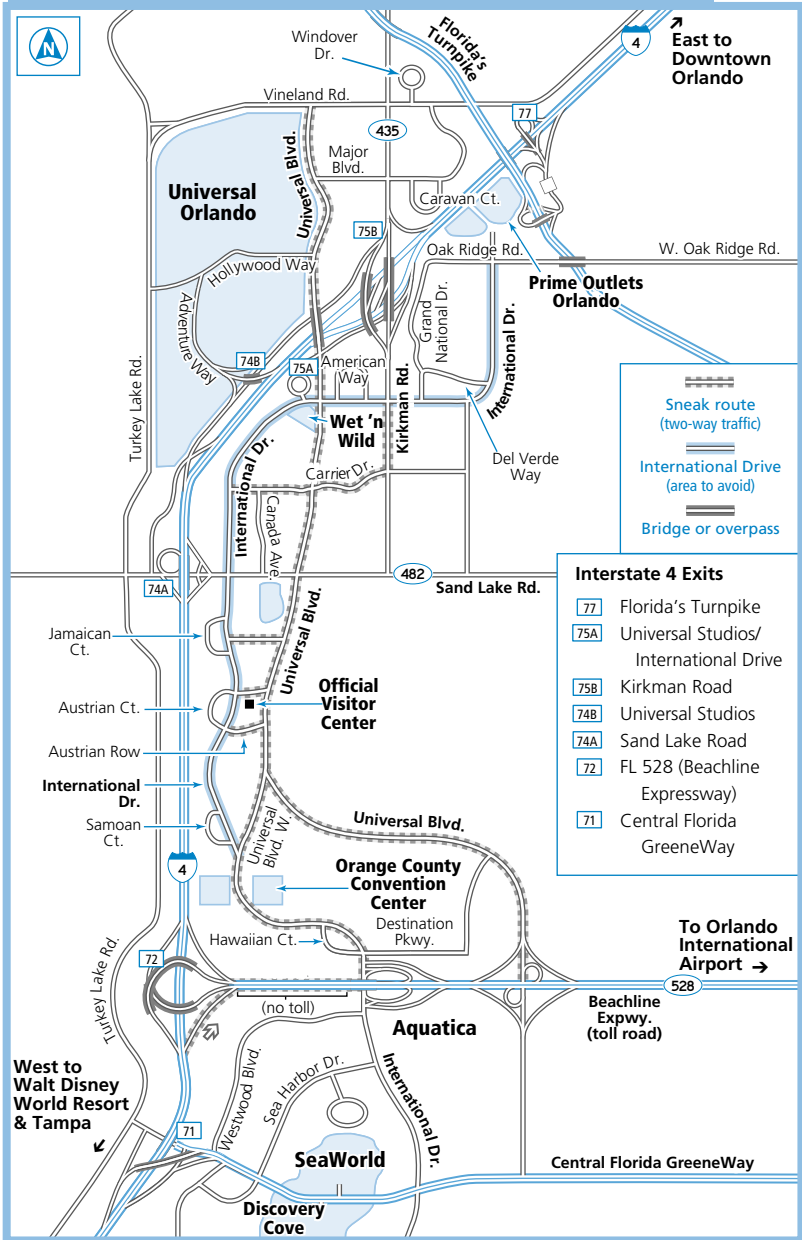 N
Windover
Dr.
Florida's
Turnpike
4
East to
Downtown
Orlando
Vineland Rd.
77
435
Universal Blvd.
Major
Blvd.
Universal
Orlando
Caravan Ct.
75B
Oak Ridge Rd.
W. Oak Ridge Rd.
Hollywood Way
Prime Outlets
Orlando
Adventure Way
Grand
National Dr.
International Dr.
Turkey Lake Rd.
74B
75A
American
Way
Kirkman Rd.
Wet 'n
Wild
Del Verde
Way
International Dr.
Carrier Dr.
Canada Ave.
Sneak route
(two-way traffic)
International Drive
(area to avoid)
Bridge or overpass
74A
482
Sand Lake Rd.
Universal Blvd.
Jamaican
Ct.
Austrian Ct.
Official
Visitor
Center
Austrian Row
International
Dr.
Samoan
Ct.
Universal
Blvd. W.
Universal Blvd.
Interstate 4 Exits
77 Florida's Turnpike
75A Universal Studios/
International Drive
75B Kirkman Road
74B Universal Studios
74A Sand Lake Road
72 FL 528 (Beachline
Expressway)
71 Central Florida
GreeneWay
4
Orange County
Convention
Center
Destination
Pkwy.
Hawaiian Ct.
To Orlando
International
Airport →
72
Turkey Lake Rd.
(no toll)
528
Beachline
Expwy.
(toll road)
Aquatica
West to
Walt Disney
World Resort
& Tampa
Westwood Blvd.
Sea Harbor Dr.
International Dr.
71
SeaWorld
Central Florida GreeneWay
Discovery
Cove